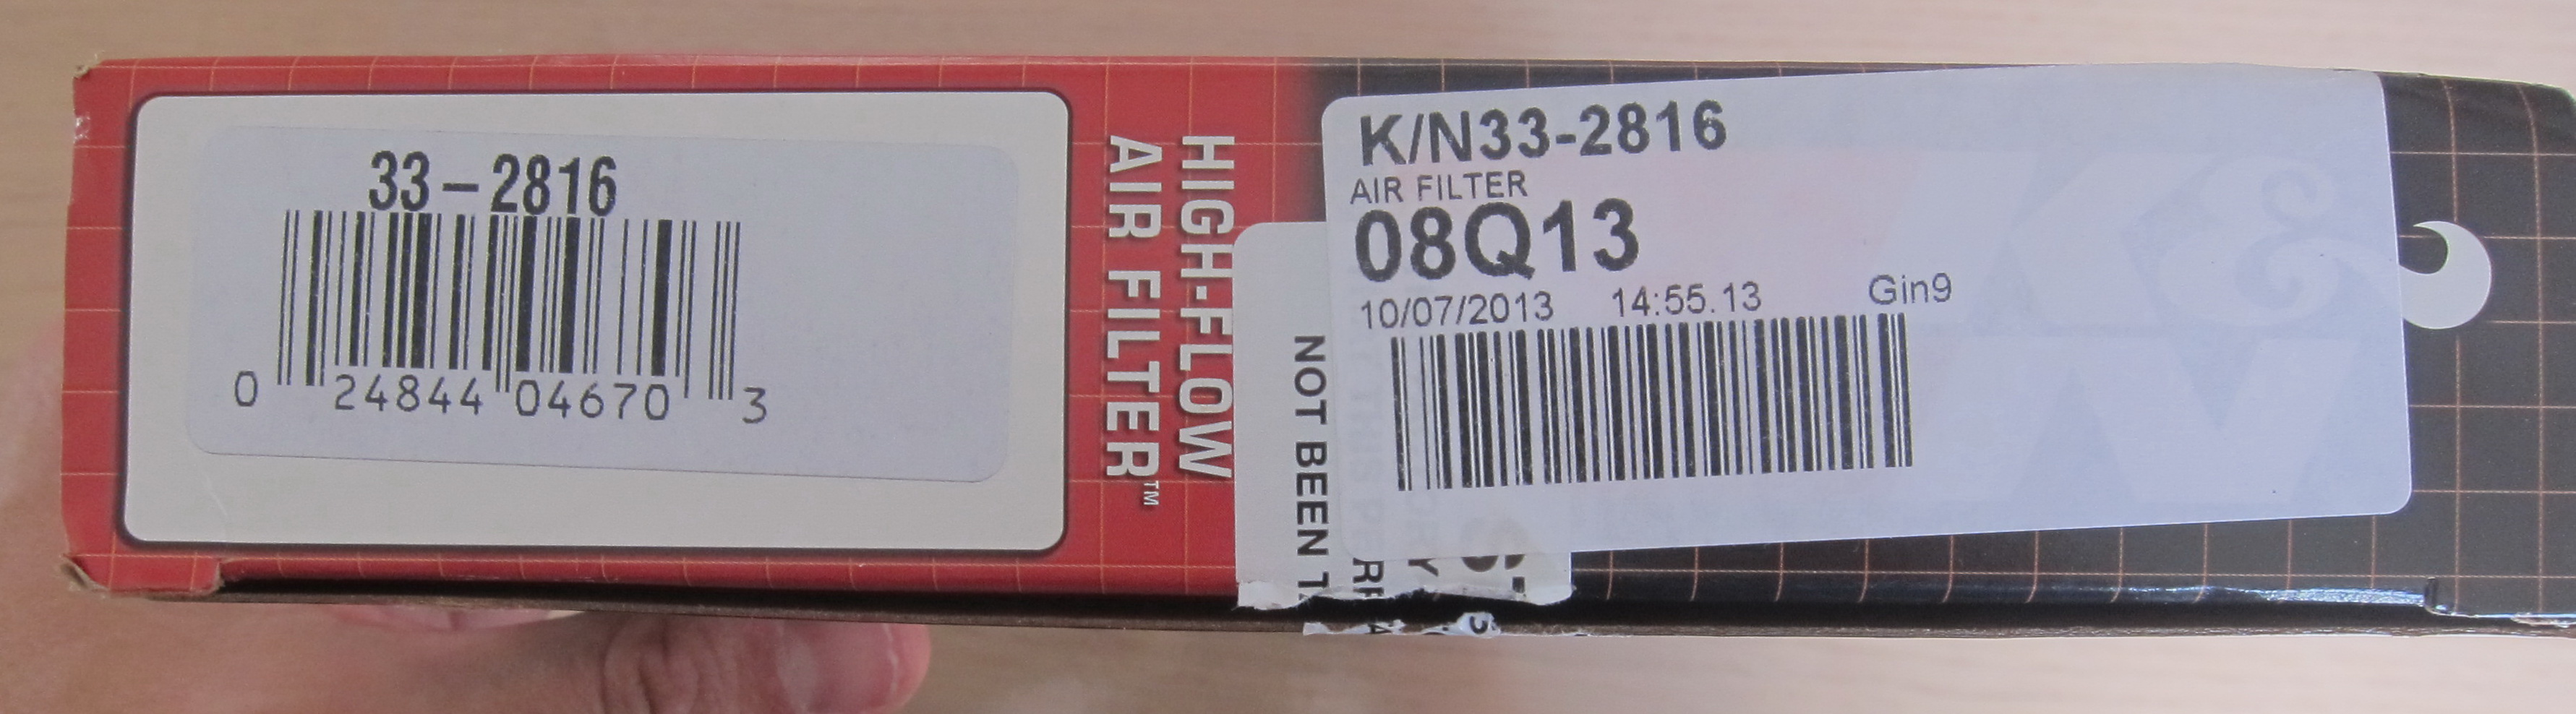 33-2816
0 24844 04670 3
HIGH-FLOW
AIR FILTER™
K/N33-2816
AIR FILTER
08Q13
10/07/2013 14:55.13 Gin9
NOT BEEN
K&N